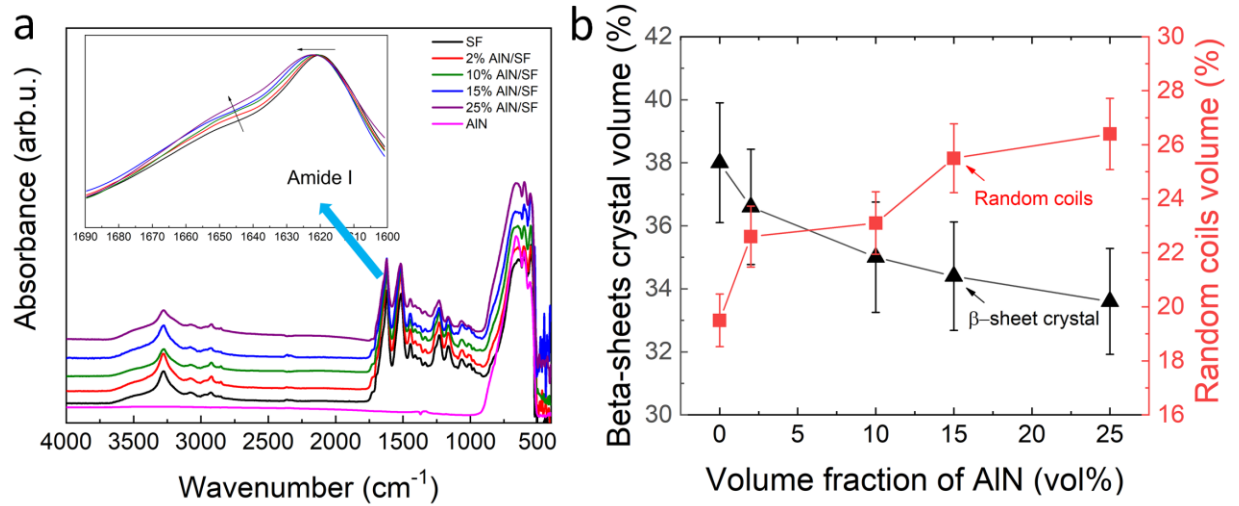 a
Absorbance (arb.u.)
Amide I
1690 1680 1670 1660 1650 1640 1630 1620 1610 1600
SF
2% AlN/SF
10% AlN/SF
15% AlN/SF
25% AlN/SF
AlN
4000 3500 3000 2500 2000 1500 1000 500
Wavenumber (cm⁻¹)
b
Beta-sheets crystal volume (%)
42
40
38
36
34
32
30
Random coils
β–sheet crystal
30
28
26
24
22
20
18
16
Random coils volume (%)
0 5 10 15 20 25
Volume fraction of AlN (vol%)